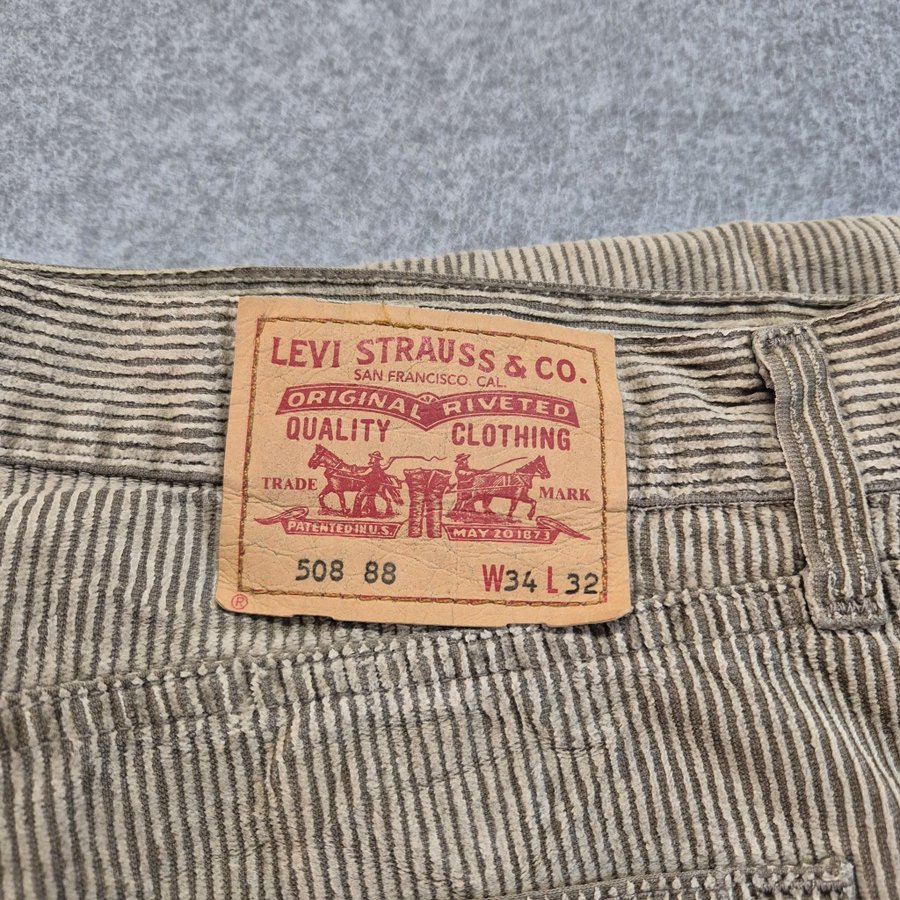 LEVI STRAUSS & CO.
SAN FRANCISCO, CAL.
ORIGINAL RIVETED
QUALITY CLOTHING
TRADE MARK
PATENTED IN U.S. MAY 20 1873
508 88 W34 L 32
®